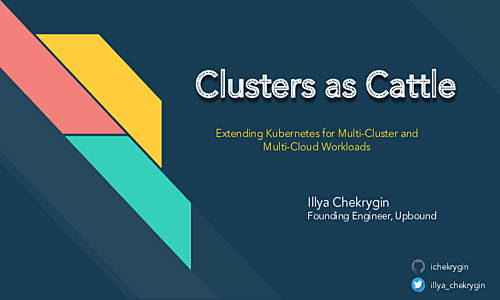 Clusters as Cattle
Extending Kubernetes for Multi-Cluster and
Multi-Cloud Workloads
Illya Chekrygin
Founding Engineer, Upbound
ichekrygin
illya_chekrygin